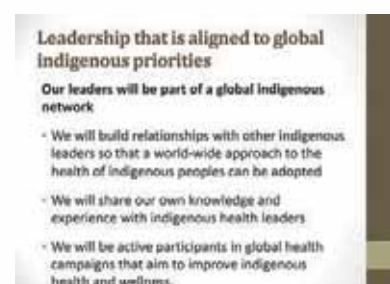 Leadership that is aligned to global
indigenous priorities
Our leaders will be part of a global indigenous
network
- We will build relationships with other indigenous
leaders so that a world-wide approach to the
health of indigenous peoples can be adopted
- We will share our own knowledge and
experience with indigenous health leaders
- We will be active participants in global health
campaigns that aim to improve indigenous
health and wellness